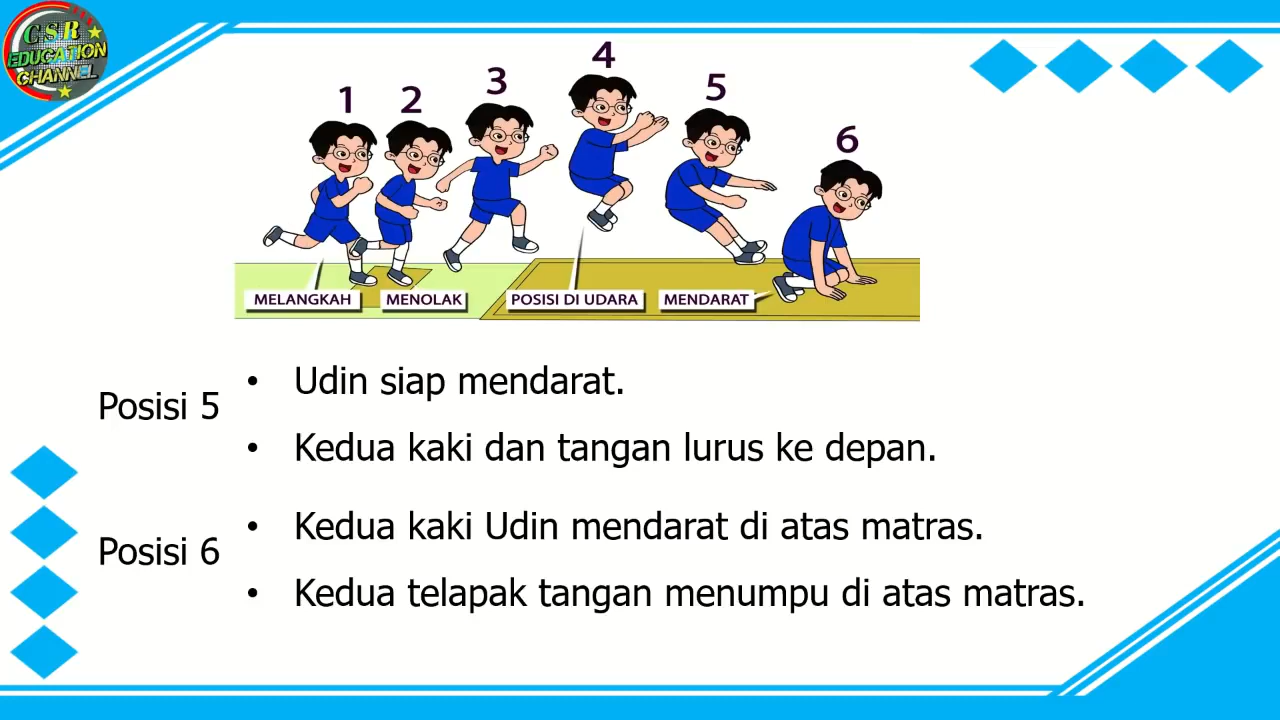 CSR
EDUCATION
CHANNEL
1 2 3 4 5 6
MELANGKAH MENOLAK POSISI DI UDARA MENDARAT
Posisi 5
• Udin siap mendarat.
• Kedua kaki dan tangan lurus ke depan.
Posisi 6
• Kedua kaki Udin mendarat di atas matras.
• Kedua telapak tangan menumpu di atas matras.